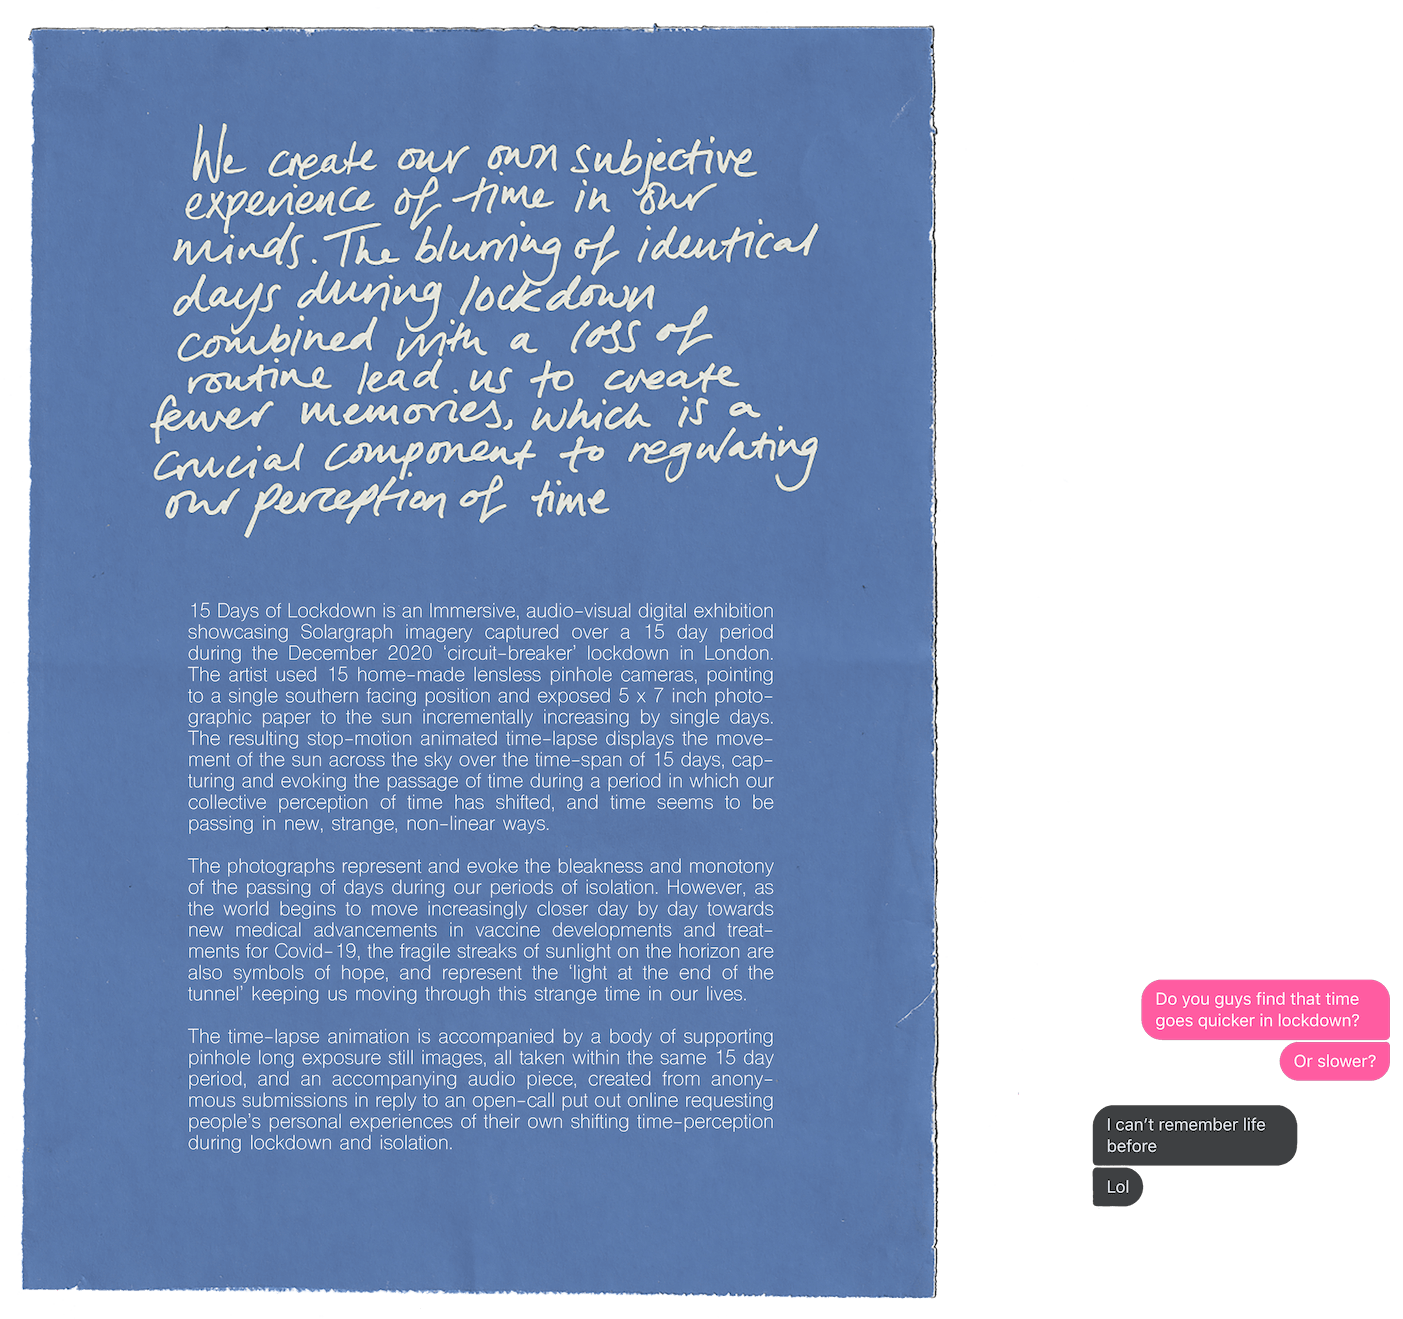 We create our own subjective
experience of time in our
minds. The blurring of identical
days during lockdown
combined with a loss of
routine lead us to create
fewer memories, which is a
crucial component to regulating
our perception of time
15 Days of Lockdown is an Immersive, audio-visual digital exhibition
showcasing Solargraph imagery captured over a 15 day period
during the December 2020 ‘circuit-breaker’ lockdown in London.
The artist used 15 home-made lensless pinhole cameras, pointing
to a single southern facing position and exposed 5 x 7 inch photo-
graphic paper to the sun incrementally increasing by single days.
The resulting stop-motion animated time-lapse displays the move-
ment of the sun across the sky over the time-span of 15 days, cap-
turing and evoking the passage of time during a period in which our
collective perception of time has shifted, and time seems to be
passing in new, strange, non-linear ways.
The photographs represent and evoke the bleakness and monotony
of the passing of days during our periods of isolation. However, as
the world begins to move increasingly closer day by day towards
new medical advancements in vaccine developments and treat-
ments for Covid-19, the fragile streaks of sunlight on the horizon are
also symbols of hope, and represent the ‘light at the end of the
tunnel’ keeping us moving through this strange time in our lives.
The time-lapse animation is accompanied by a body of supporting
pinhole long exposure still images, all taken within the same 15 day
period, and an accompanying audio piece, created from anony-
mous submissions in reply to an open-call put out online requesting
people’s personal experiences of their own shifting time-perception
during lockdown and isolation.
Do you guys find that time
goes quicker in lockdown?
Or slower?
I can’t remember life
before
Lol